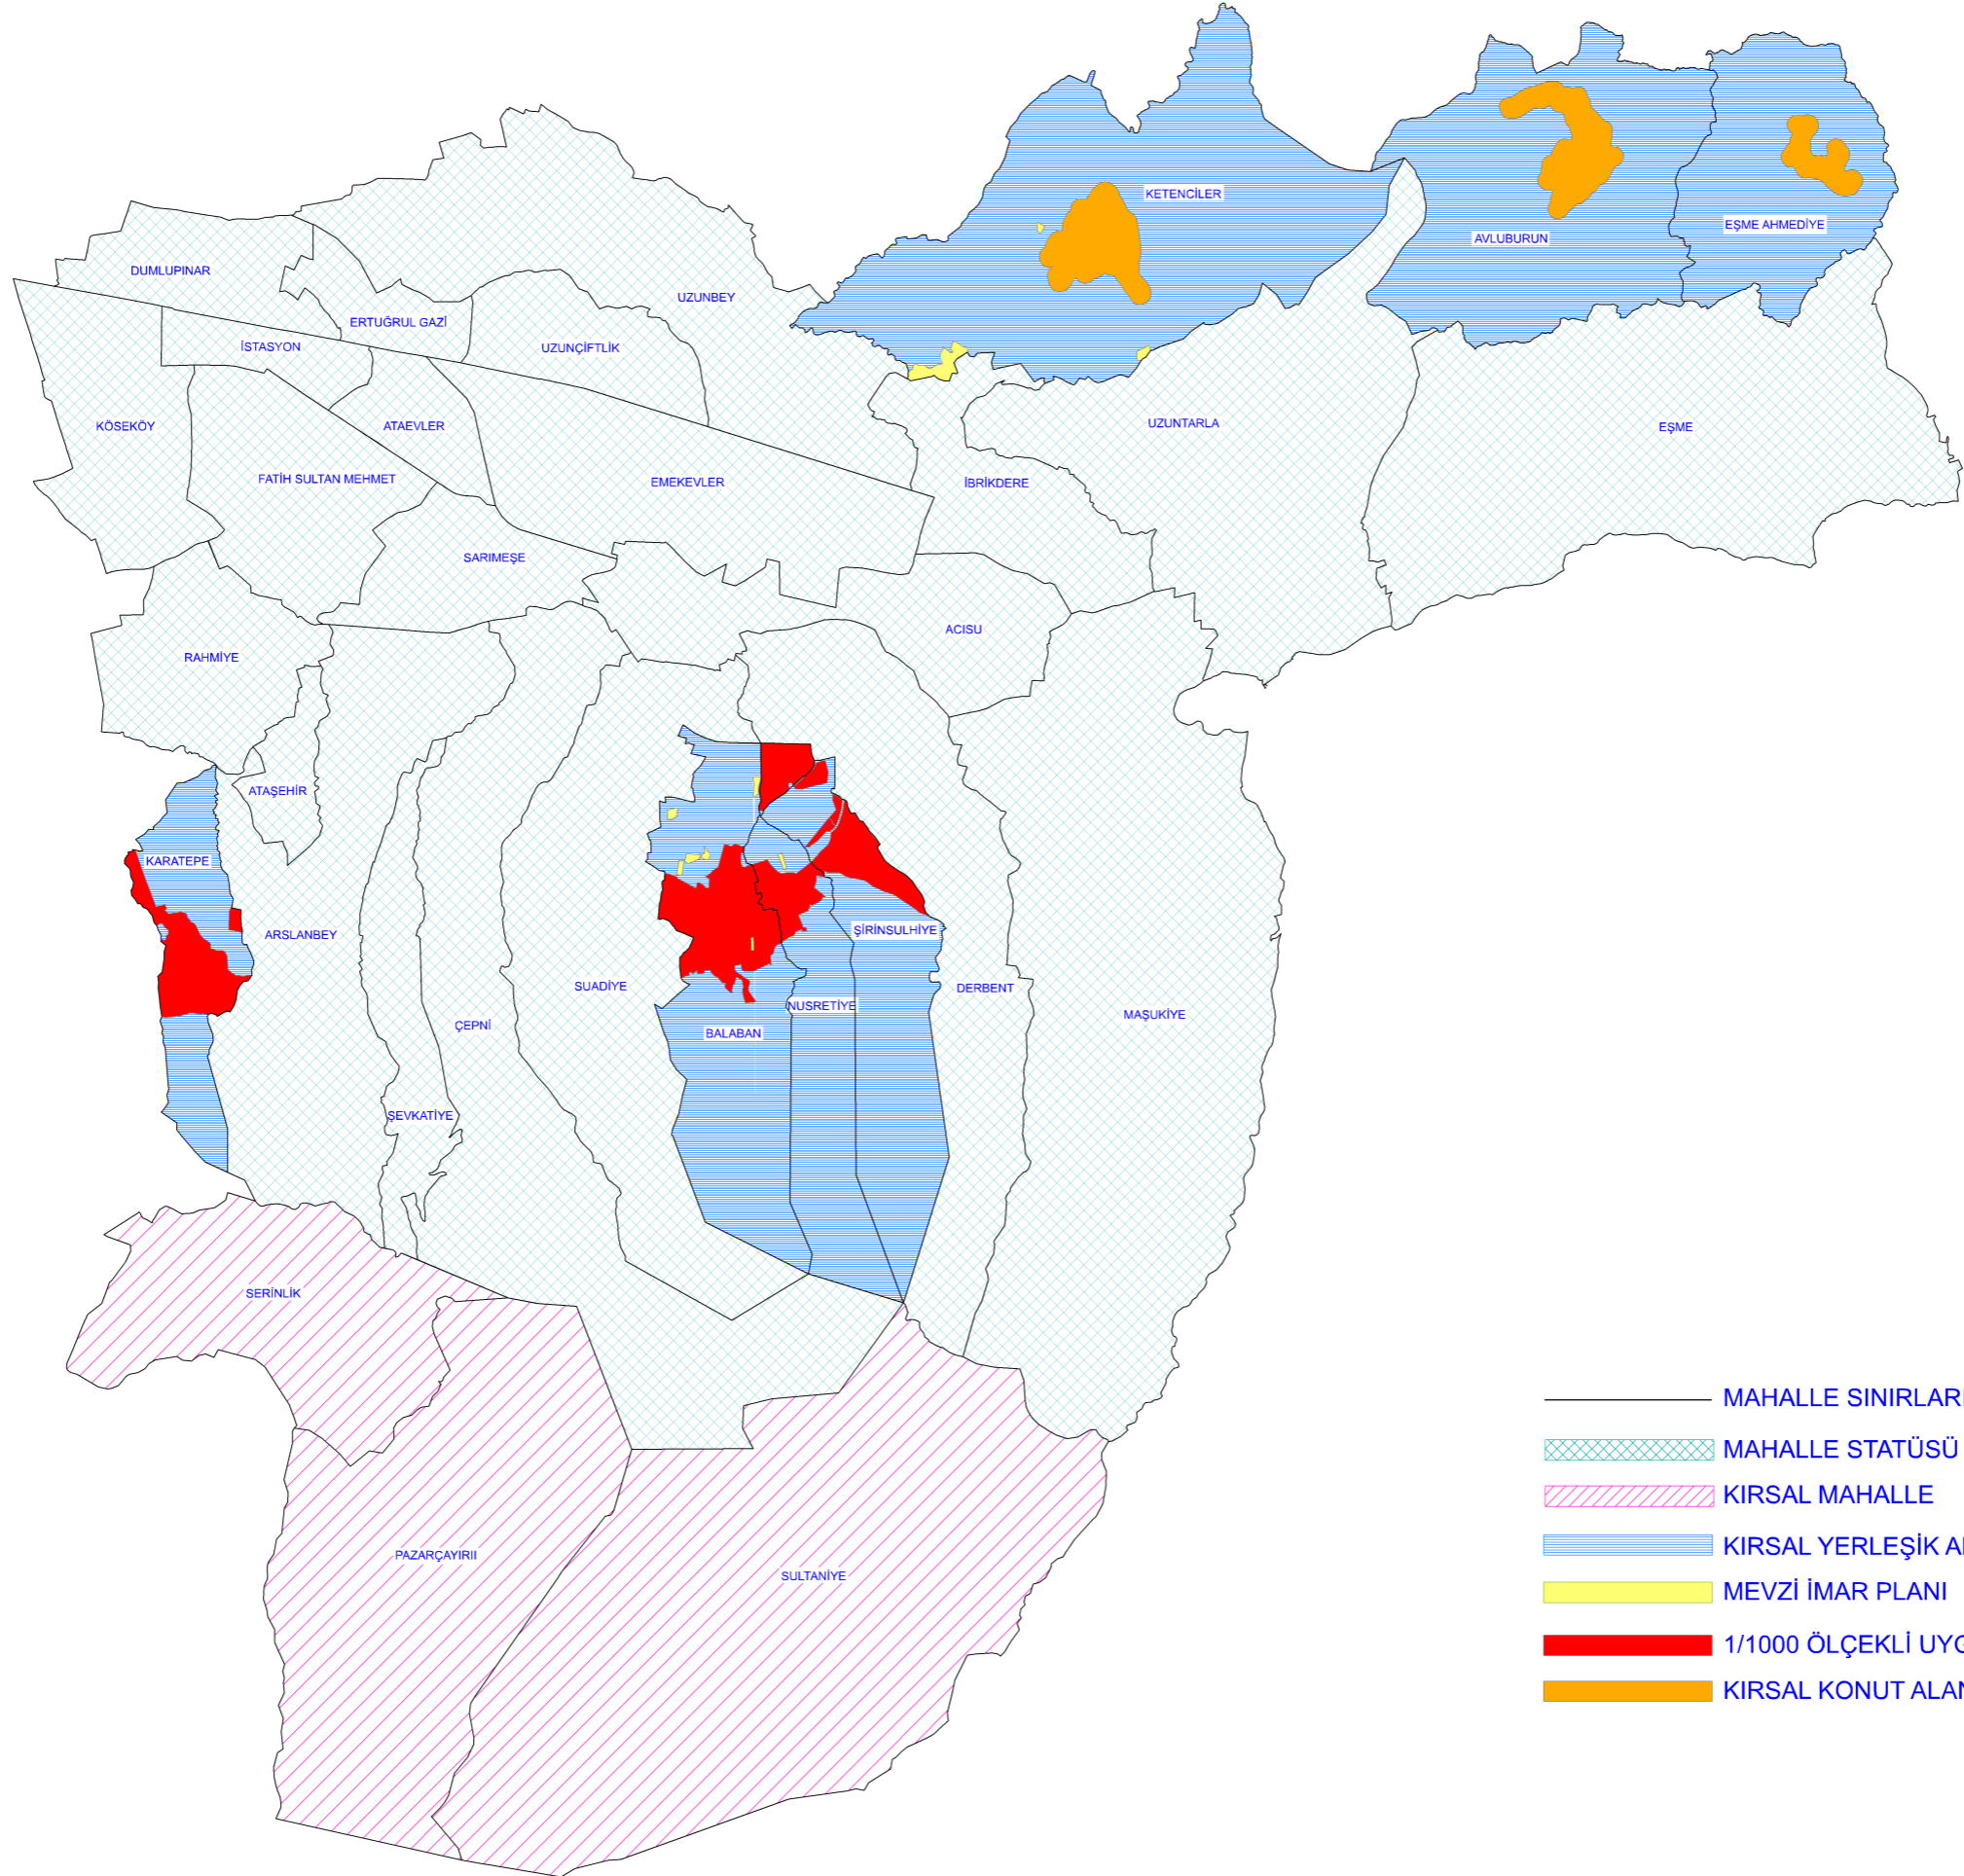 KETENCİLER
EŞME AHMEDİYE
AVLUBURUN
DUMLUPINAR
UZUNBEY
ERTUĞRUL GAZİ
İSTASYON
UZUNÇİFTLİK
KÖSEKÖY
ATAEVLER
UZUNTARLA
EŞME
FATİH SULTAN MEHMET
EMEKEVLER
İBRİKDERE
SARIMEŞE
ACISU
RAHMİYE
ATAŞEHİR
KARATEPE
ARSLANBEY
ŞİRİNSULHİYE
SUADİYE
DERBENT
NUSRETİYE
MAŞUKİYE
ÇEPNİ
BALABAN
ŞEVKATİYE
SERİNLİK
PAZARÇAYIRII
SULTANİYE
MAHALLE SINIRLARI
MAHALLE STATÜSÜ
KIRSAL MAHALLE
KIRSAL YERLEŞİK
MEVZİ İMAR PLANI
1/1000 ÖLÇEKLİ
KIRSAL KONUT